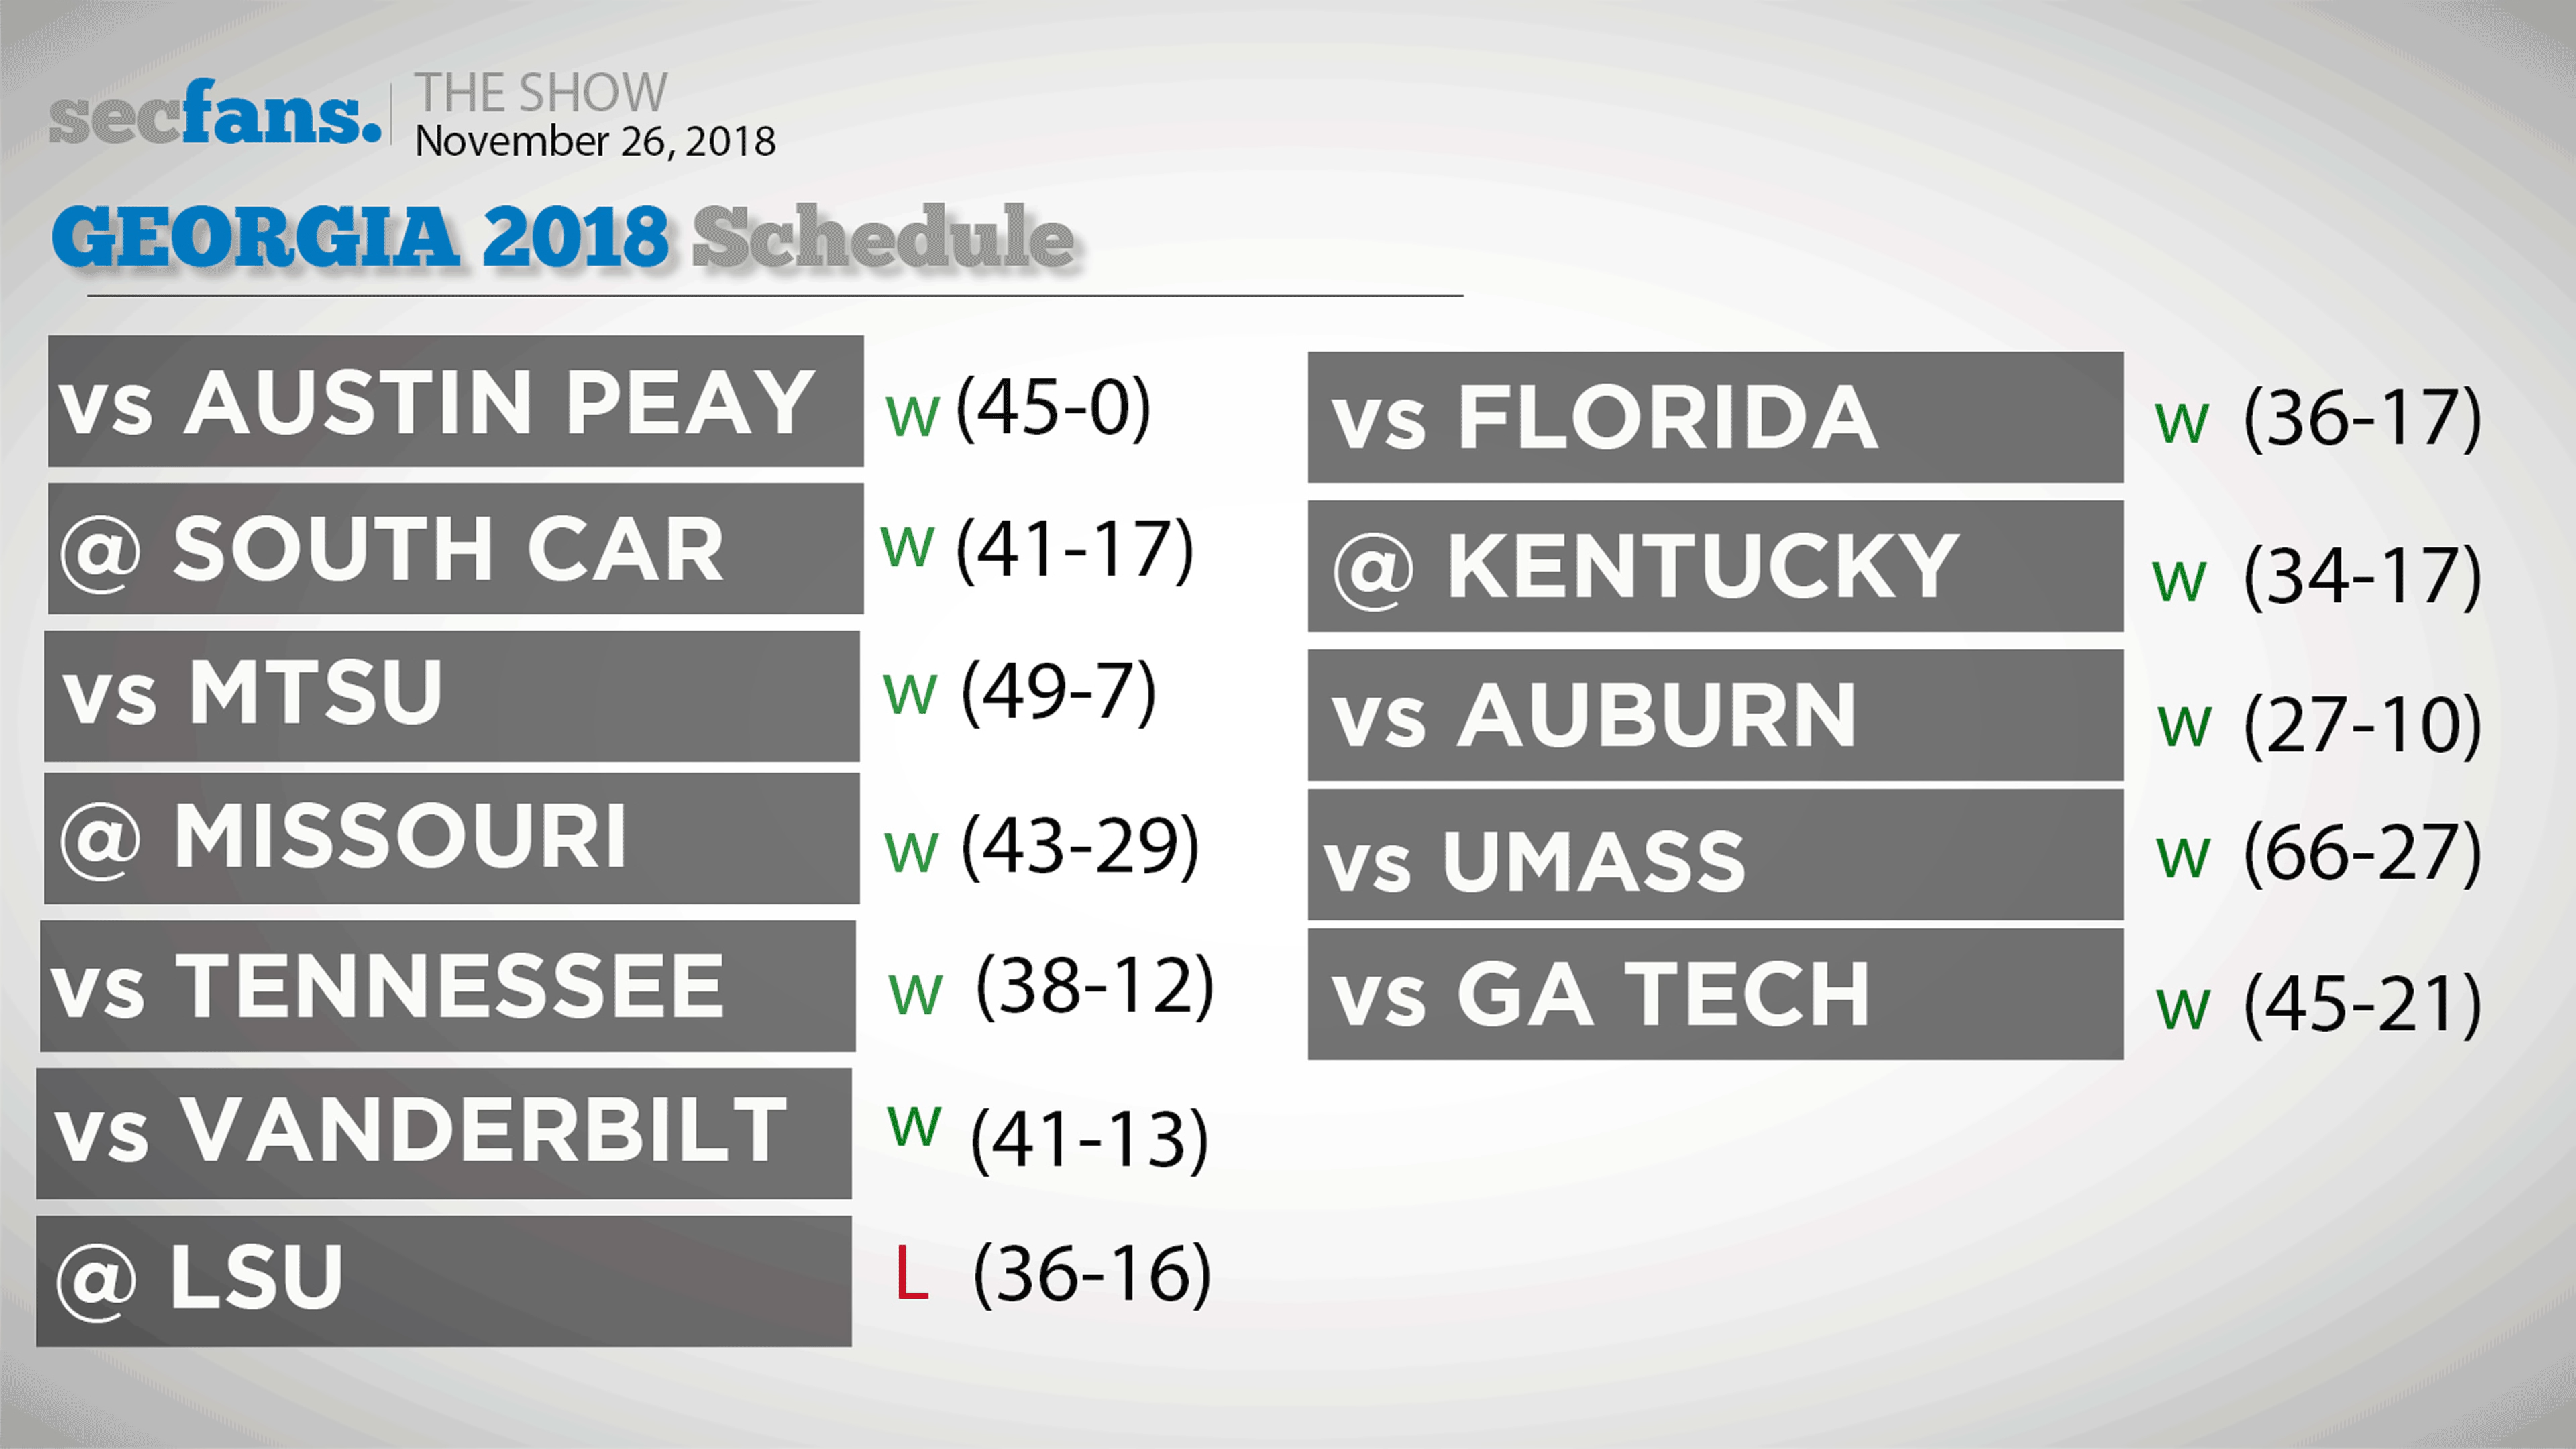 secfans.
THE SHOW
November 26, 2018
GEORGIA 2018 Schedule
vs AUSTIN PEAY w (45-0)
@ SOUTH CAR w (41-17)
vs MTSU w (49-7)
@ MISSOURI w (43-29)
vs TENNESSEE w (38-12)
vs VANDERBILT w (41-13)
@ LSU L (36-16)
vs FLORIDA w (36-17)
@ KENTUCKY w (34-17)
vs AUBURN w (27-10)
vs UMASS w (66-27)
vs GA TECH w (45-21)